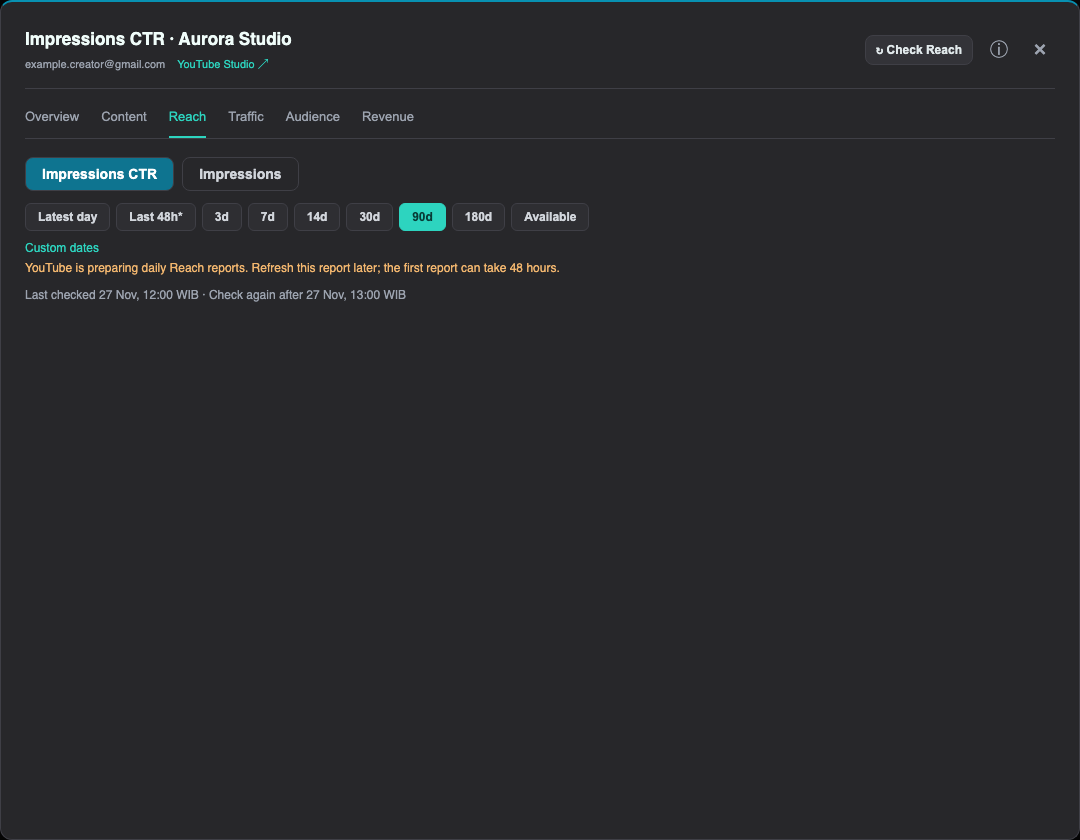 Impressions CTR · Aurora Studio
example.creator@gmail.com YouTube Studio ↗
↻ Check Reach ⓘ ✕
Overview Content Reach Traffic Audience Revenue
Impressions CTR Impressions
Latest day Last 48h* 3d 7d 14d 30d 90d 180d Available
Custom dates
YouTube is preparing daily Reach reports. Refresh this report later; the first report can take 48 hours.
Last checked 27 Nov, 12:00 WIB · Check again after 27 Nov, 13:00 WIB